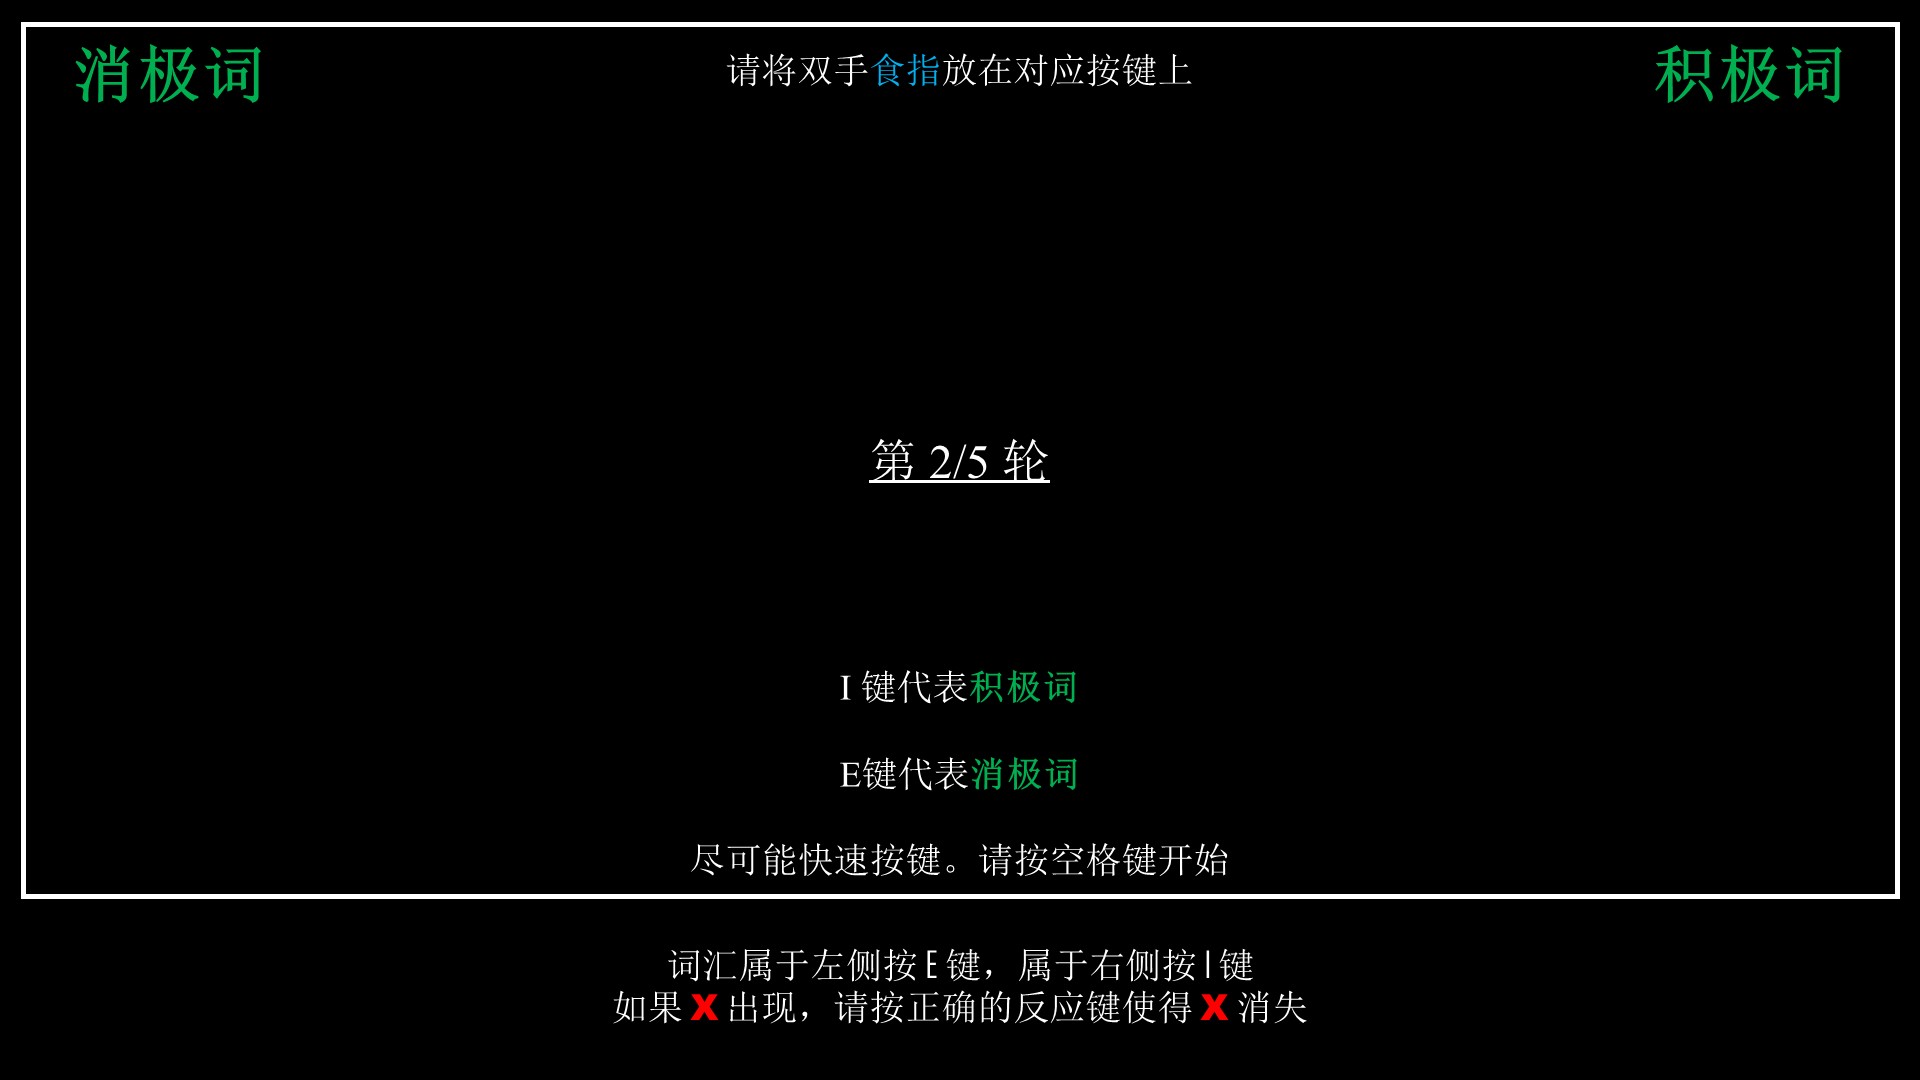 消极词
请将双手食指放在对应按键上
积极词
第 2/5 轮
I 键代表积极词
E键代表消极词
尽可能快速按键。请按空格键开始
词汇属于左侧按 E 键，属于右侧按 I 键
如果 X 出现，请按正确的反应键使得 X 消失